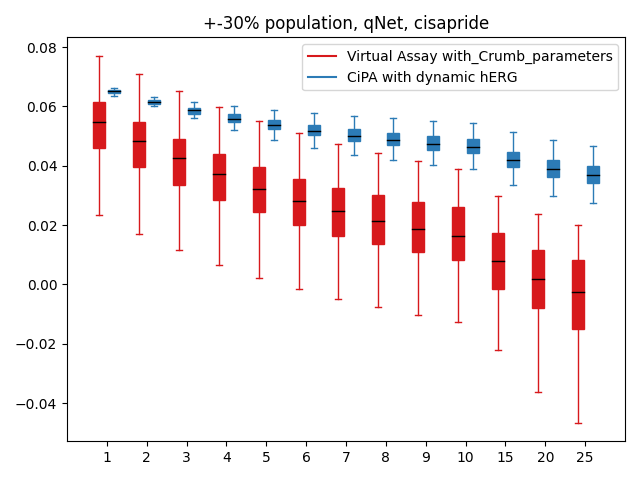 +-30% population, qNet, cisapride
Virtual Assay with_Crumb_parameters
CiPA with dynamic hERG
0.08
0.06
0.04
0.02
0.00
−0.02
−0.04
1 2 3 4 5 6 7 8 9 10 15 20 25